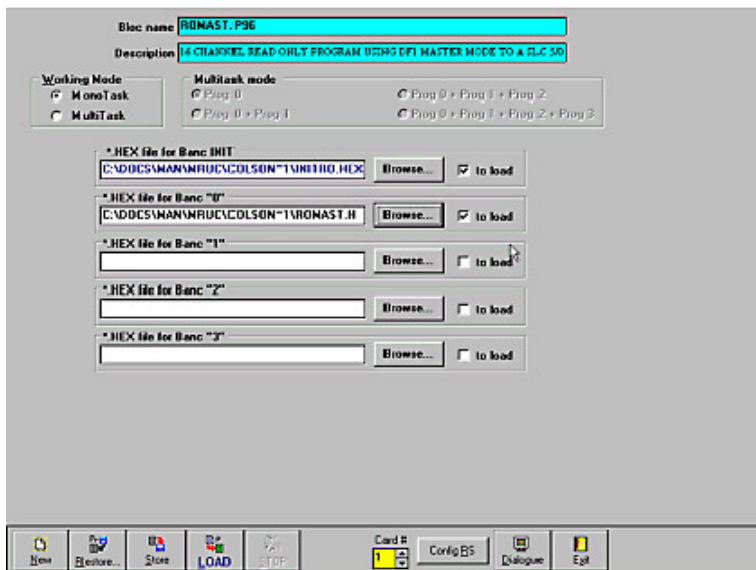 Bloc name ROMAST.P96
Description 16 CHANNEL READ ONLY PROGRAM USING DF1 MASTER MODE TO A SLC 5/0
Working Mode
MonoTask
MultiTask
Multitask mode
Prog 0
Prog 0 + Prog 1
Prog 0 + Prog 1 + Prog 2
Prog 0 + Prog 1 + Prog 2 + Prog 3
*.HEX file for Banc INIT
C:\DOCS\MAN\MRUC\COLSON~1\INITRO.HEX Browse... to load
*.HEX file for Banc "0"
C:\DOCS\MAN\MRUC\COLSON~1\ROMAST.H Browse... to load
*.HEX file for Banc "1"
Browse... to load
*.HEX file for Banc "2"
Browse... to load
*.HEX file for Banc "3"
Browse... to load
New Restore... Store LOAD STOP Card # 1 Config RS Dialogue Exit